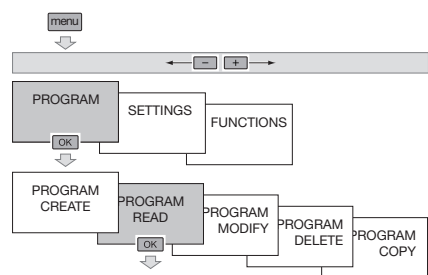 menu
− +
PROGRAM
SETTINGS
FUNCTIONS
OK
PROGRAM
CREATE
PROGRAM
READ
PROGRAM
MODIFY
PROGRAM
DELETE
PROGRAM
COPY
OK